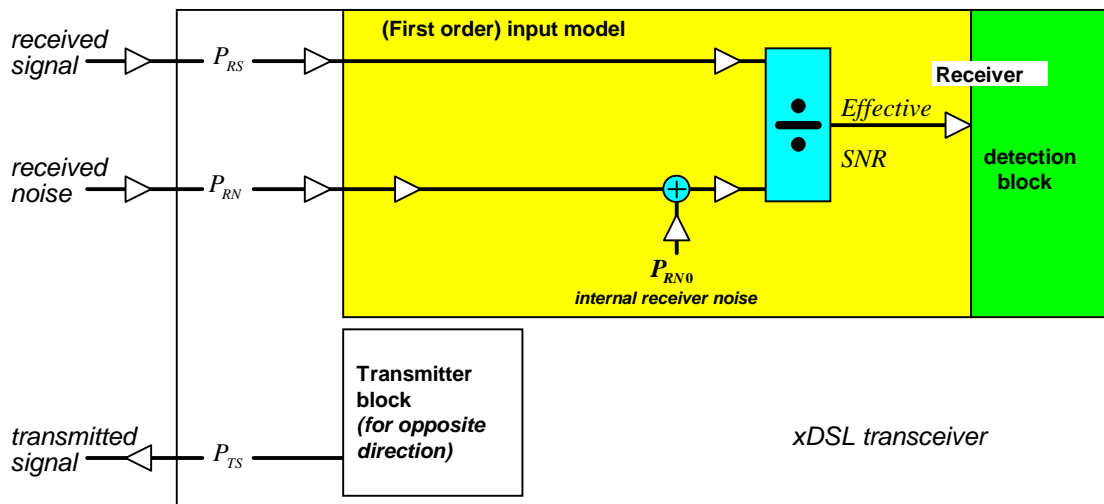 received
signal
P_RS
(First order) input model
Receiver
Effective
SNR
detection
block
received
noise
P_RN
P_RN0
internal receiver noise
Transmitter
block
(for opposite
direction)
transmitted
signal
P_TS
xDSL transceiver